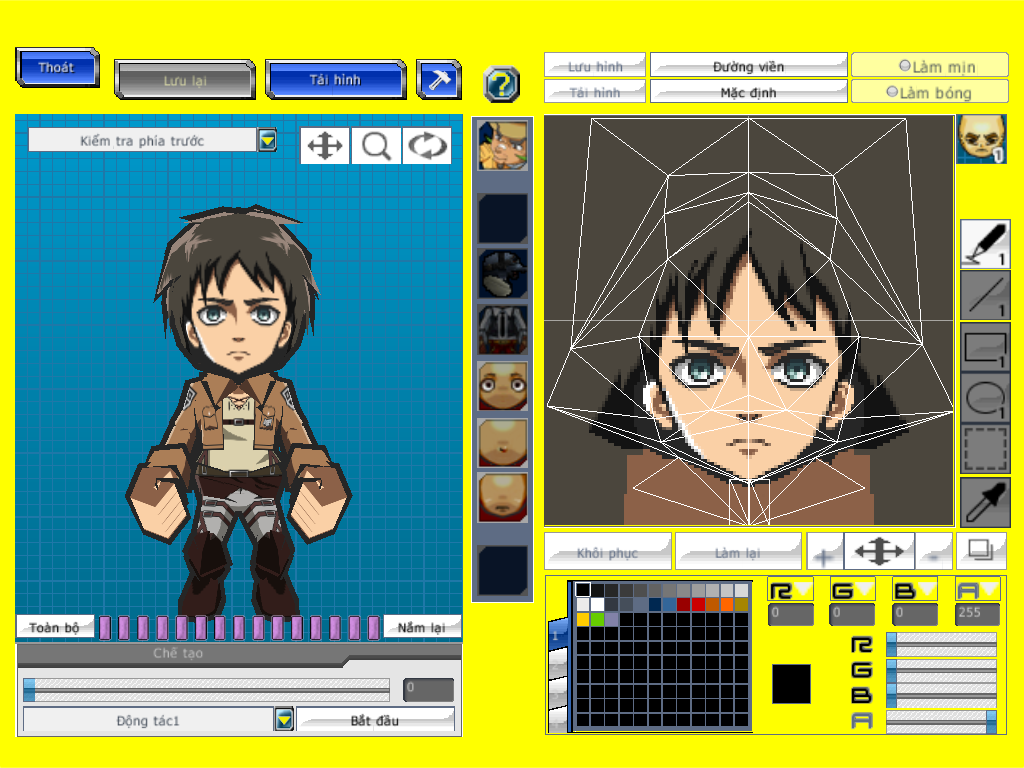 Thoát
Lưu lại
Tải hình
Lưu hình
Đường viền
Làm mịn
Tải hình
Mặc định
Làm bóng
Kiểm tra phía trước
1
1
1
1
1
Khôi phục
Làm lại
R G B A
0 0 0 255
1
R
G
B
A
Toàn bộ
Nắm lại
Chế tạo
0
Động tác1
Bắt đầu